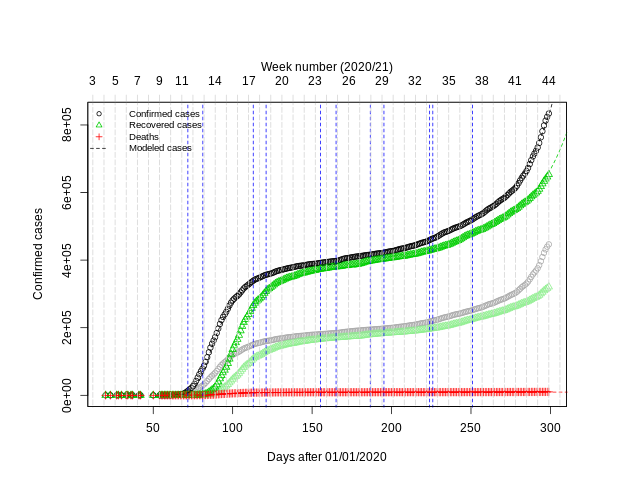 Week number (2020/21)
3 5 7 9 11 14 17 20 23 26 29 32 35 38 41 44
Confirmed cases
Recovered cases
Deaths
Modeled cases
8e+05
6e+05
4e+05
2e+05
0e+00
Confirmed cases
50 100 150 200 250 300
Days after 01/01/2020